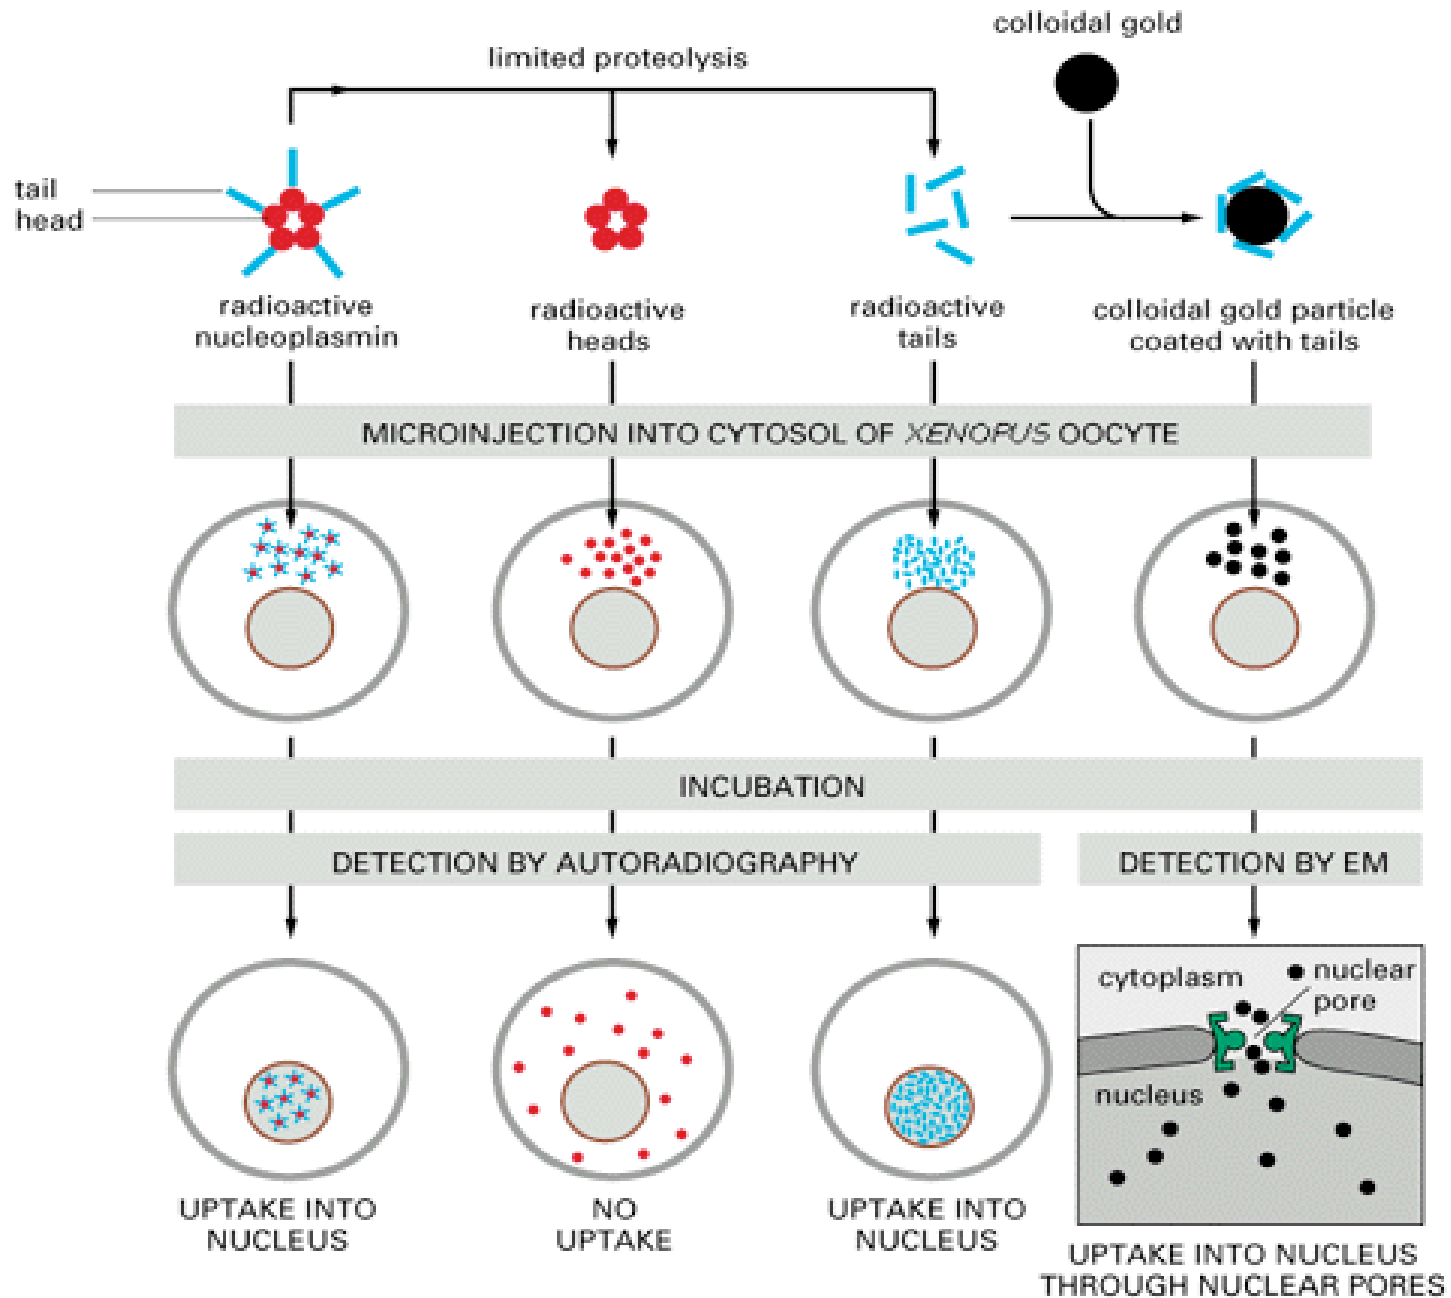 colloidal gold
limited proteolysis
tail
head
radioactive
nucleoplasmin
radioactive
heads
radioactive
tails
colloidal gold particle
coated with tails
MICROINJECTION INTO CYTOSOL OF XENOPUS OOCYTE
INCUBATION
DETECTION BY AUTORADIOGRAPHY
DETECTION BY EM
cytoplasm
nuclear
pore
nucleus
UPTAKE INTO
NUCLEUS
NO
UPTAKE
UPTAKE INTO
NUCLEUS
UPTAKE INTO NUCLEUS
THROUGH NUCLEAR PORES